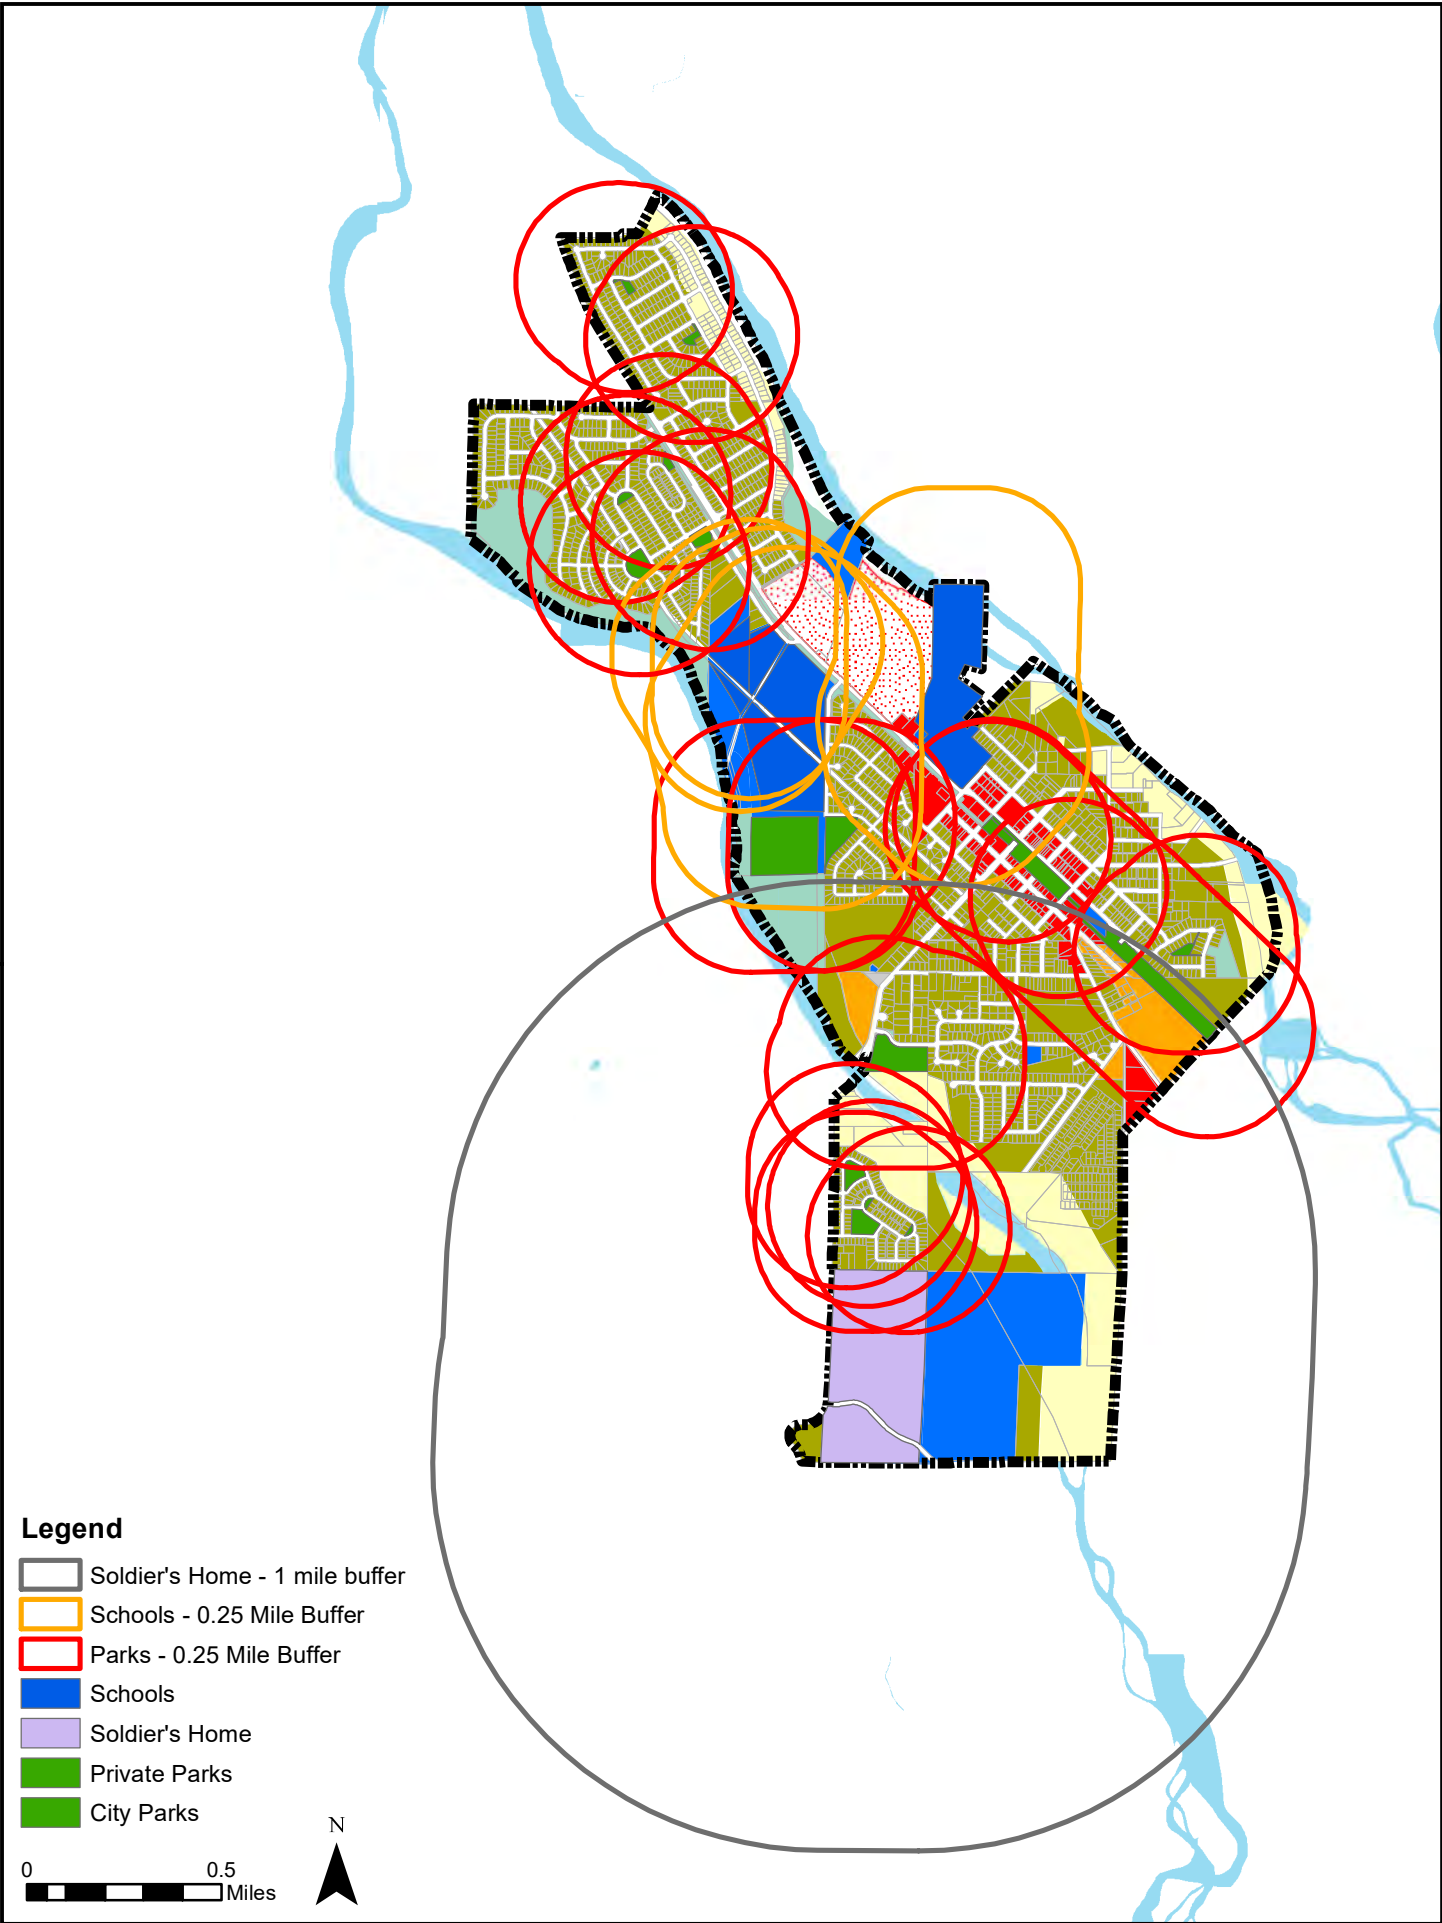 Legend
Soldier's Home - 1 mile buffer
Schools - 0.25 Mile Buffer
Parks - 0.25 Mile Buffer
Schools
Soldier's Home
Private Parks
City Parks
N
0 0.5
Miles